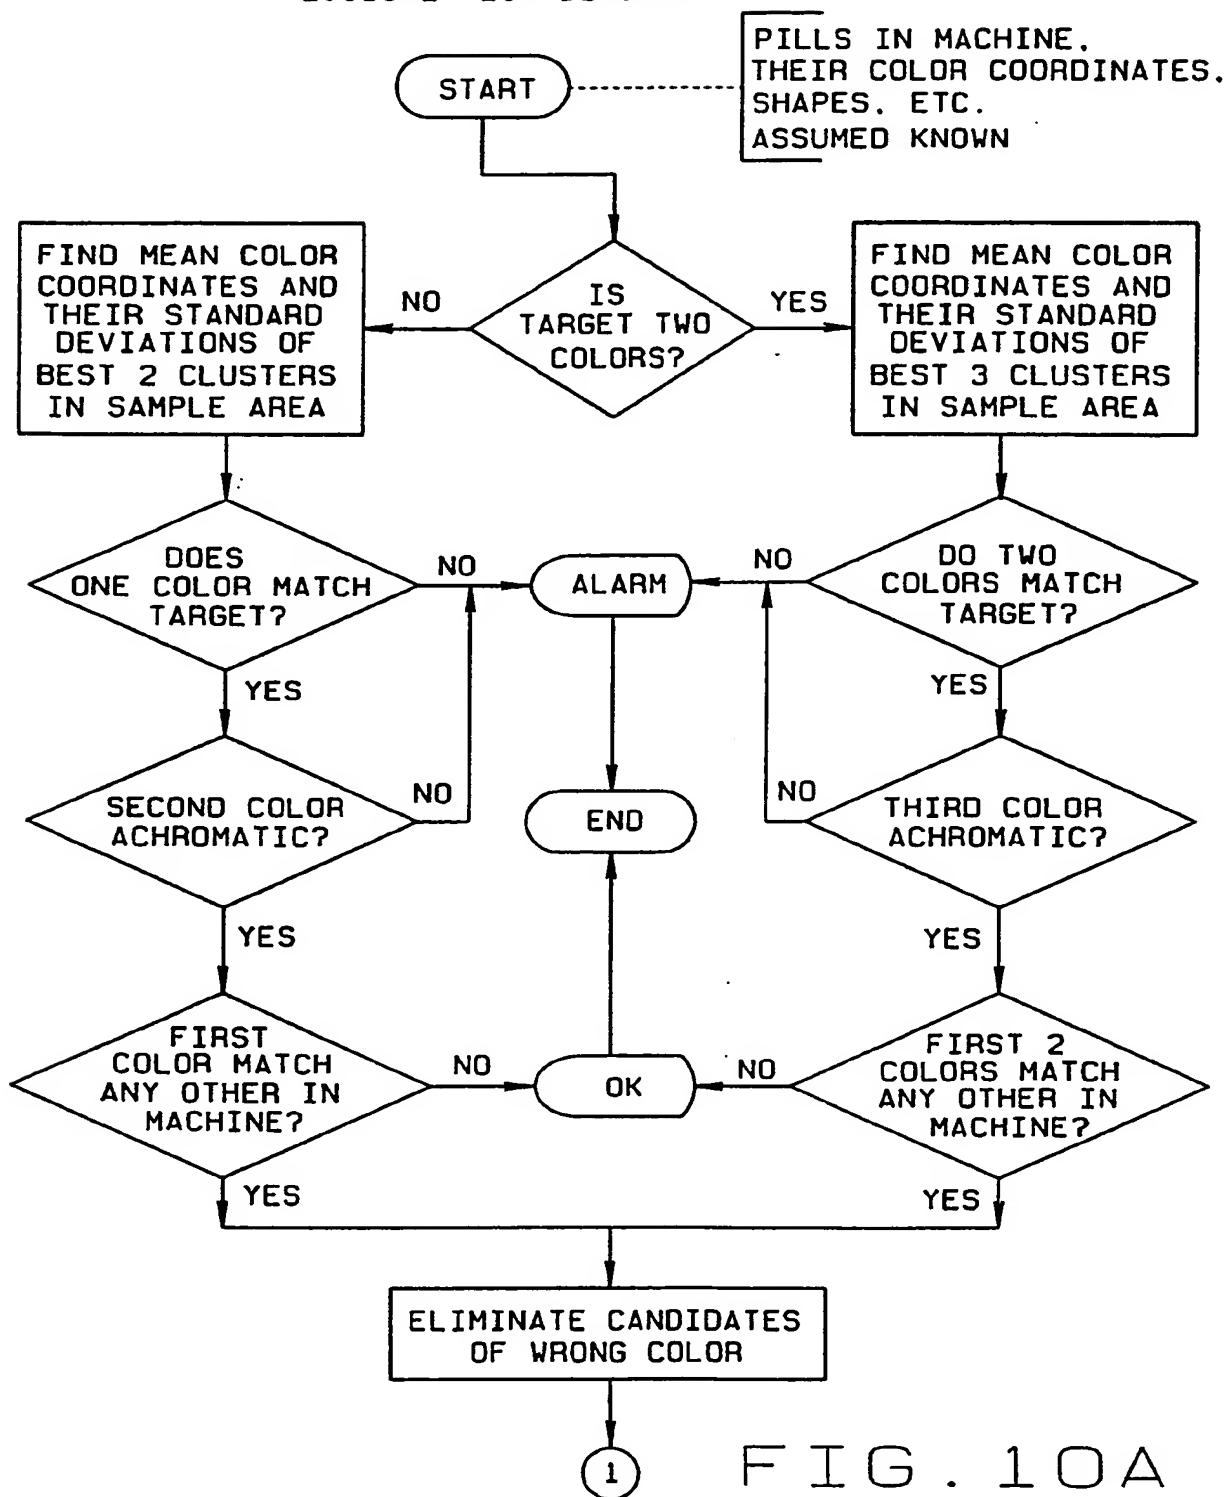 PILLS IN MACHINE.
THEIR COLOR COORDINATES.
SHAPES. ETC.
ASSUMED KNOWN
START
FIND MEAN COLOR
COORDINATES AND
THEIR STANDARD
DEVIATIONS OF
BEST 2 CLUSTERS
IN SAMPLE AREA
NO
IS
TARGET TWO
COLORS?
YES
FIND MEAN COLOR
COORDINATES AND
THEIR STANDARD
DEVIATIONS OF
BEST 3 CLUSTERS
IN SAMPLE AREA
DOES
ONE COLOR MATCH
TARGET?
NO
ALARM
NO
DO TWO
COLORS MATCH
TARGET?
YES
YES
SECOND COLOR
ACHROMATIC?
NO
END
NO
THIRD COLOR
ACHROMATIC?
YES
YES
FIRST
COLOR MATCH
ANY OTHER IN
MACHINE?
NO
OK
NO
FIRST 2
COLORS MATCH
ANY OTHER IN
MACHINE?
YES
YES
ELIMINATE CANDIDATES
OF WRONG COLOR
1
FIG. 10A